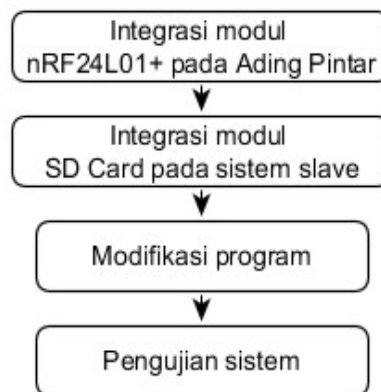 Integrasi modul
nRF24L01+ pada Ading Pintar
Integrasi modul
SD Card pada sistem slave
Modifikasi program
Pengujian sistem